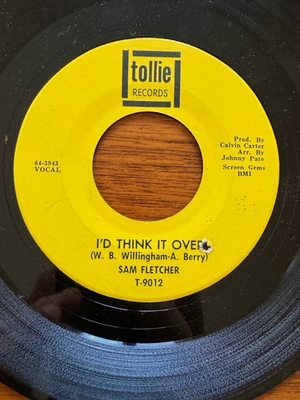 tollie
RECORDS
Prod. By
Calvin Carter
Arr. By
Johnny Pate
Screen Gems
BMI
64-3943
VOCAL
I'D THINK IT OVER
(W. B. Willingham-A. Berry)
SAM FLETCHER
T-9012